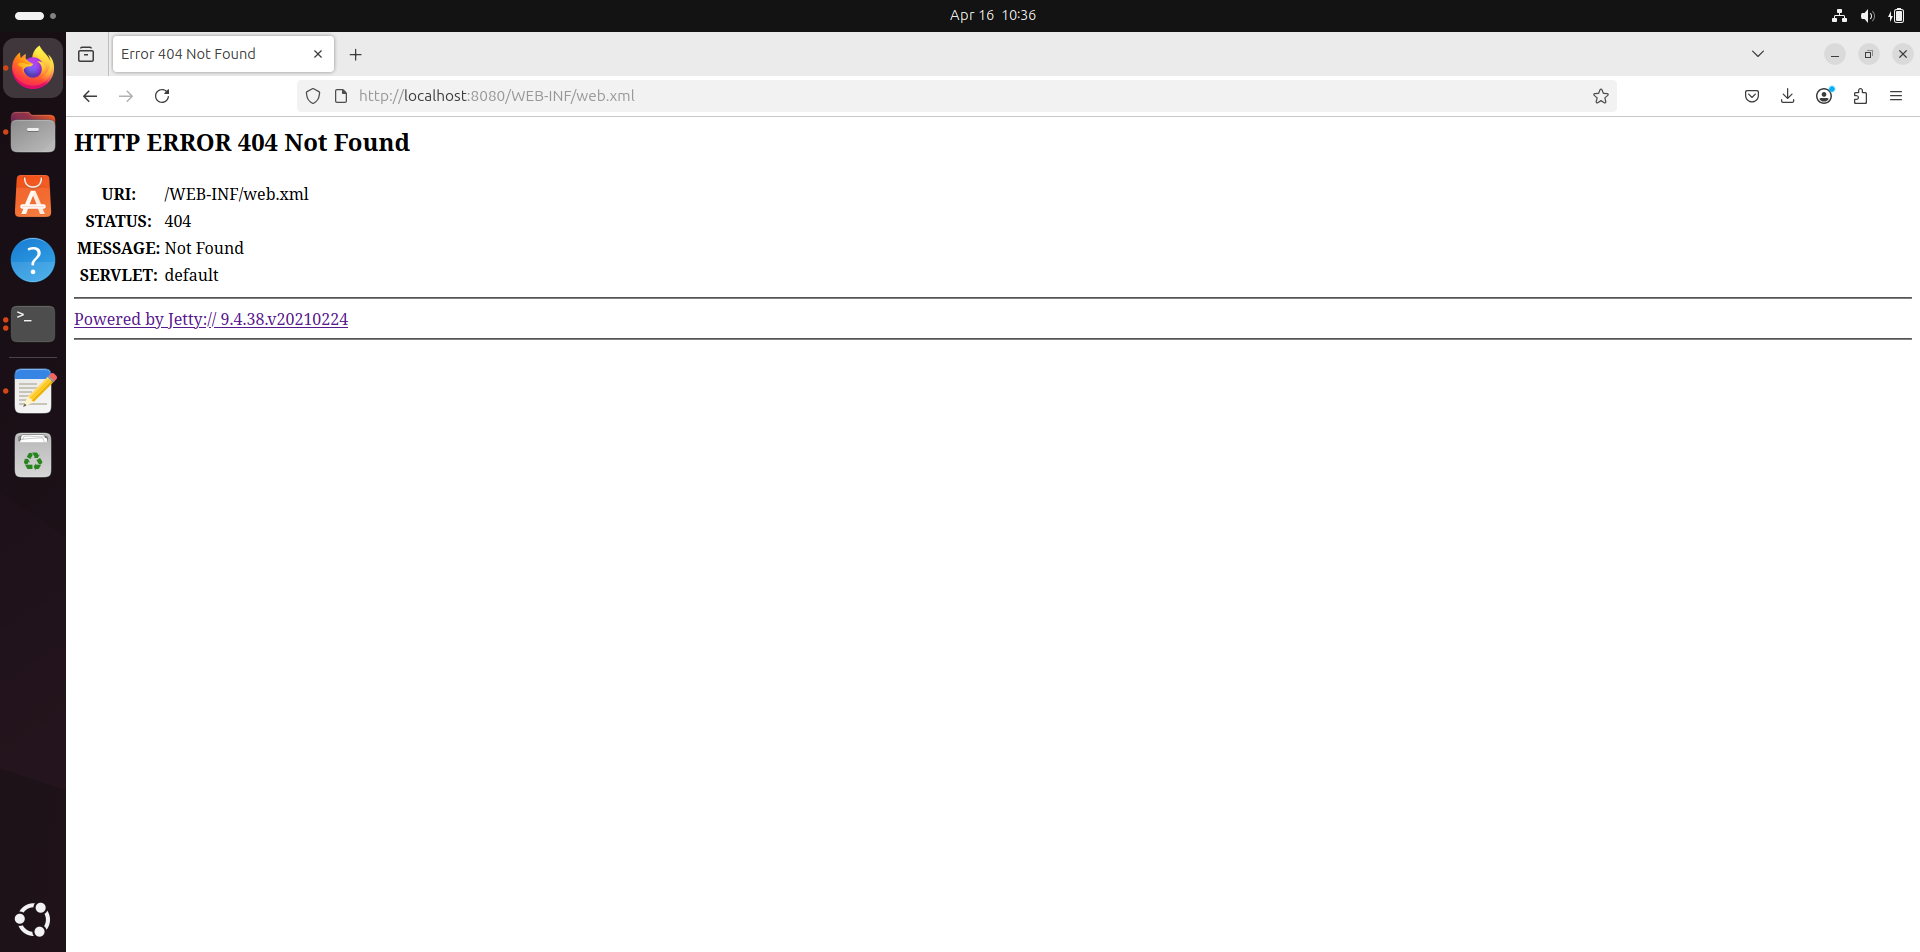 Apr 16 10:36
Error 404 Not Found
http://localhost:8080/WEB-INF/web.xml
HTTP ERROR 404 Not Found
URI: /WEB-INF/web.xml
STATUS: 404
MESSAGE: Not Found
SERVLET: default
Powered by Jetty:// 9.4.38.v20210224